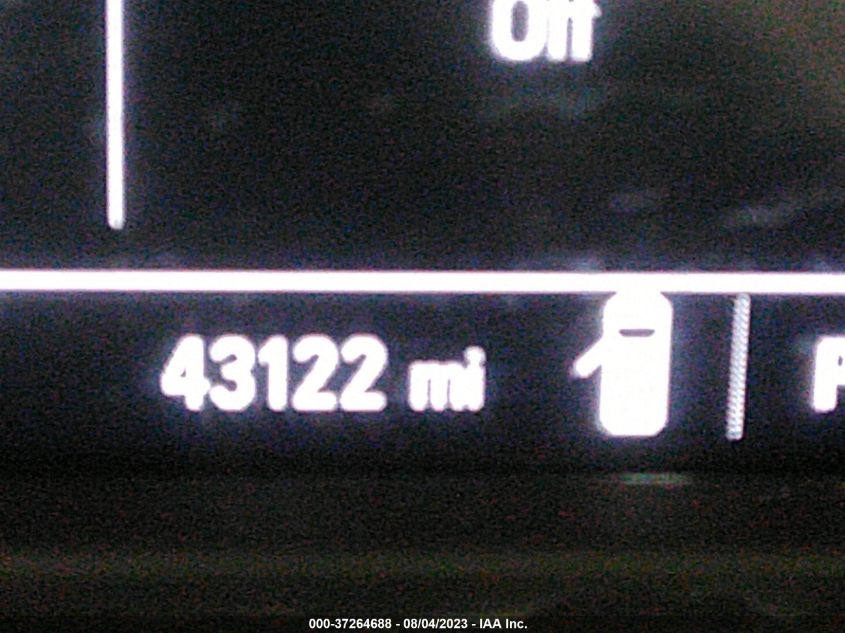 Off
43122 mi
P
000-37264688 - 08/04/2023 - IAA Inc.